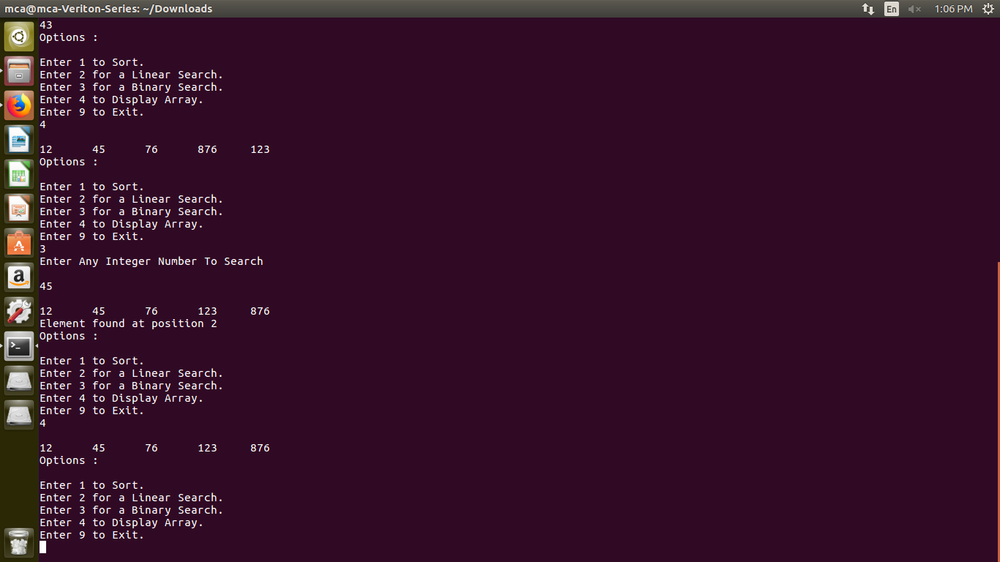 mca@mca-Veriton-Series: ~/Downloads
En
1:06 PM
43
Options :
Enter 1 to Sort.
Enter 2 for a Linear Search.
Enter 3 for a Binary Search.
Enter 4 to Display Array.
Enter 9 to Exit.
4
12 45 76 876 123
Options :
Enter 1 to Sort.
Enter 2 for a Linear Search.
Enter 3 for a Binary Search.
Enter 4 to Display Array.
Enter 9 to Exit.
3
Enter Any Integer Number To Search
45
12 45 76 123 876
Element found at position 2
Options :
Enter 1 to Sort.
Enter 2 for a Linear Search.
Enter 3 for a Binary Search.
Enter 4 to Display Array.
Enter 9 to Exit.
4
12 45 76 123 876
Options :
Enter 1 to Sort.
Enter 2 for a Linear Search.
Enter 3 for a Binary Search.
Enter 4 to Display Array.
Enter 9 to Exit.